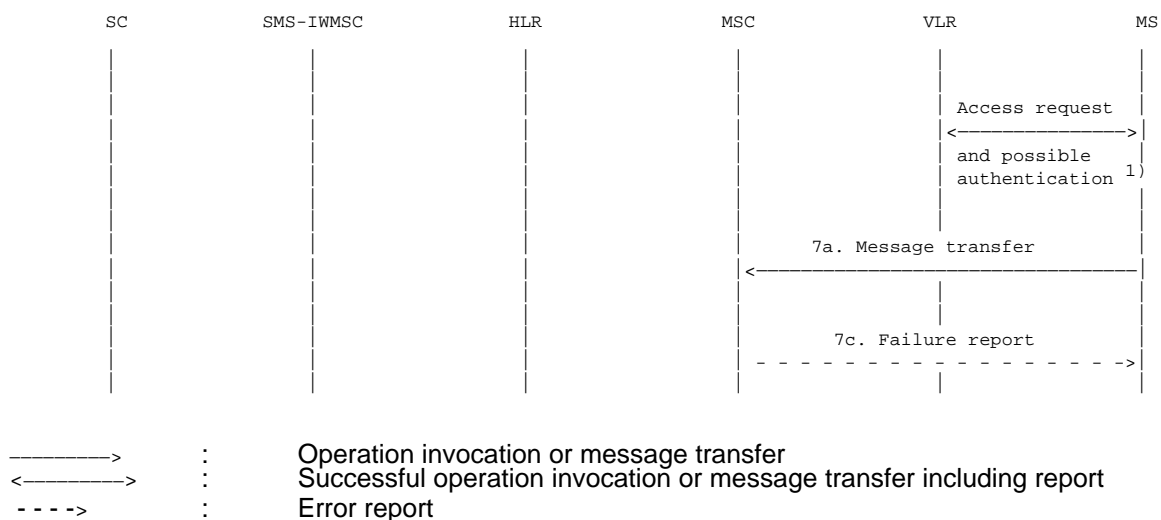 SC SMS-IWMSC HLR MSC VLR MS
Access request
and possible
authentication 1)
7a. Message transfer
7c. Failure report
: Operation invocation or message transfer
: Successful operation invocation or message transfer including report
: Error report